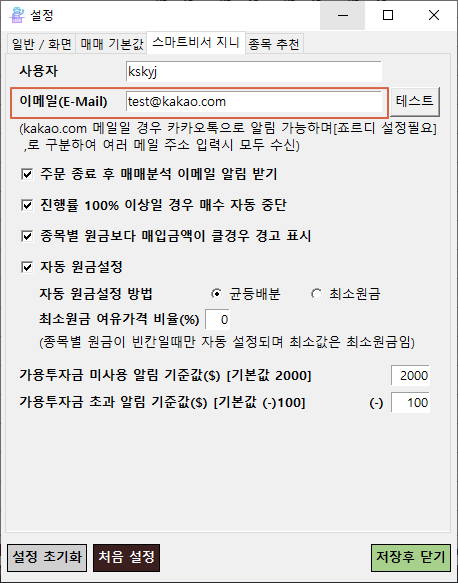 설정
일반 / 화면 매매 기본값 스마트비서 지니 종목 추천
사용자 kskyj
이메일(E-Mail) test@kakao.com 테스트
(kakao.com 메일일 경우 카카오톡으로 알림 가능하며[죠르디 설정필요]
,로 구분하여 여러 메일 주소 입력시 모두 수신)
주문 종료 후 매매분석 이메일 알림 받기
진행률 100% 이상일 경우 매수 자동 중단
종목별 원금보다 매입금액이 클경우 경고 표시
자동 원금설정
자동 원금설정 방법 균등배분 최소원금
최소원금 여유가격 비율(%) 0
(종목별 원금이 빈칸일때만 자동 설정되며 최소값은 최소원금임)
가용투자금 미사용 알림 기준값($) [기본값 2000] 2000
가용투자금 초과 알림 기준값($) [기본값 (-)100] (-) 100
설정 초기화 처음 설정 저장후 닫기